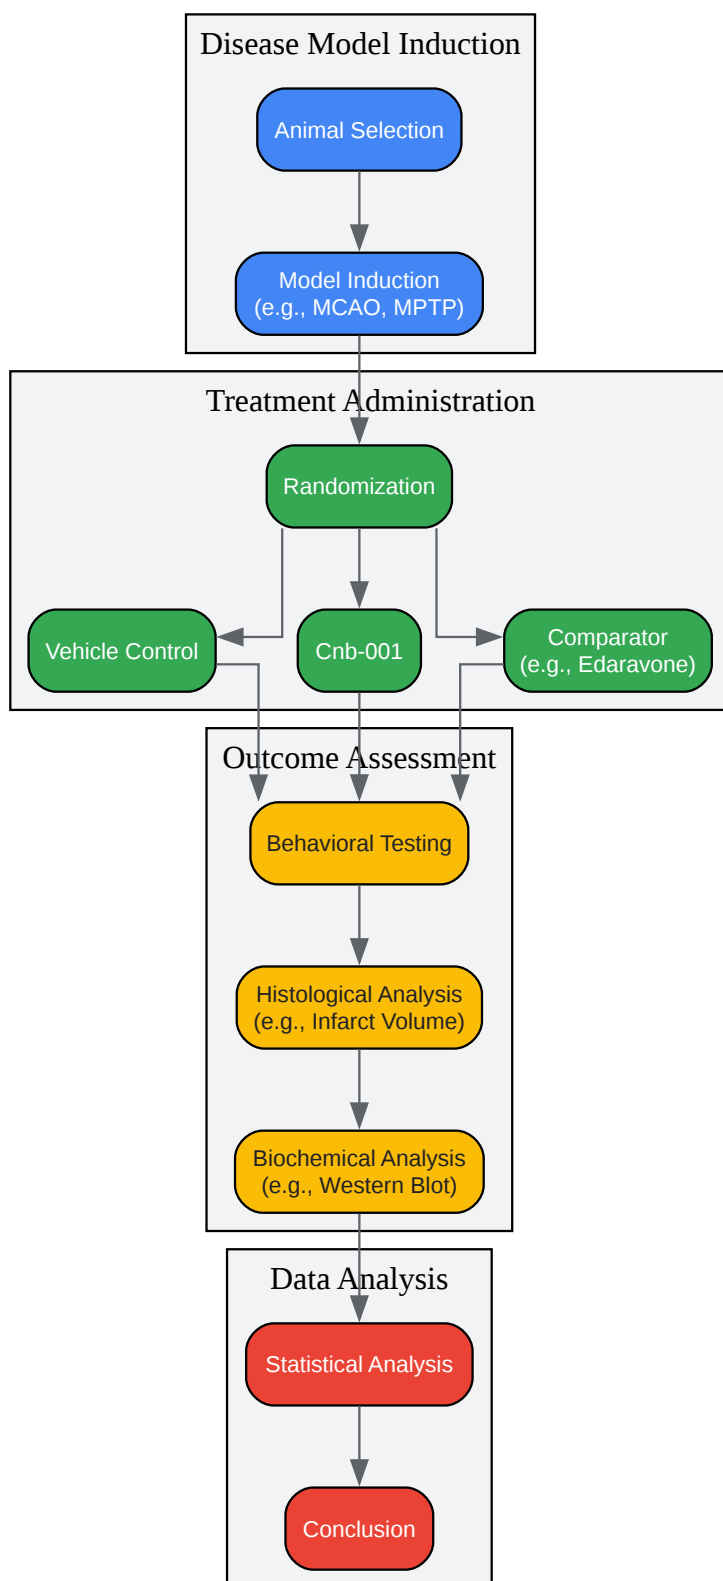 Disease Model Induction
Animal Selection
Model Induction
(e.g., MCAO, MPTP)
Treatment Administration
Randomization
Vehicle Control
Cnb-001
Comparator
(e.g., Edaravone)
Outcome Assessment
Behavioral Testing
Histological Analysis
(e.g., Infarct Volume)
Biochemical Analysis
(e.g., Western Blot)
Data Analysis
Statistical Analysis
Conclusion